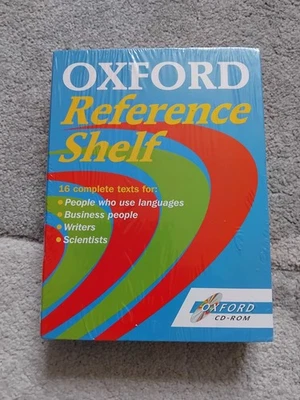 OXFORD
Reference
Shelf
16 complete texts for:
• People who use languages
• Business people
• Writers
• Scientists
OXFORD
CD-ROM